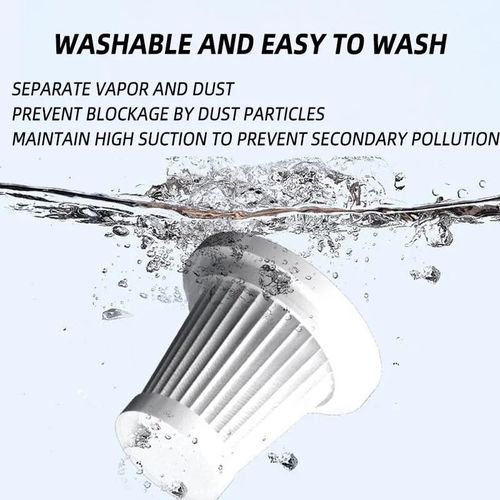 WASHABLE AND EASY TO WASH
SEPARATE VAPOR AND DUST
PREVENT BLOCKAGE BY DUST PARTICLES
MAINTAIN HIGH SUCTION TO PREVENT SECONDARY POLLUTION